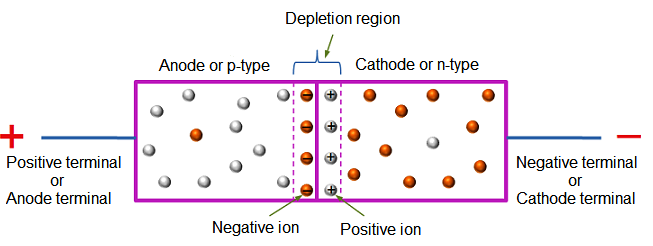 Depletion region
Anode or p-type
Cathode or n-type
+
−
Positive terminal
or
Anode terminal
Negative terminal
or
Cathode terminal
− +
− +
− +
− +
Negative ion
Positive ion